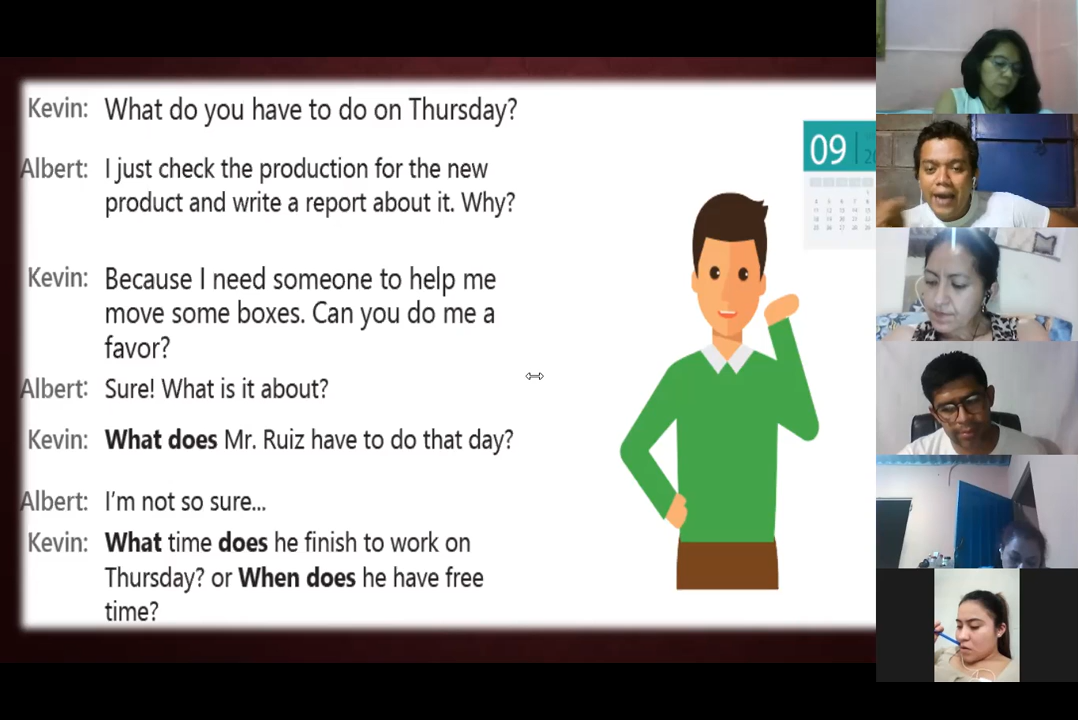 Kevin: What do you have to do on Thursday?
Albert: I just check the production for the new
product and write a report about it. Why?
Kevin: Because I need someone to help me
move some boxes. Can you do me a
favor?
Albert: Sure! What is it about?
Kevin: What does Mr. Ruiz have to do that day?
Albert: I'm not so sure...
Kevin: What time does he finish to work on
Thursday? or When does he have free
time?
09